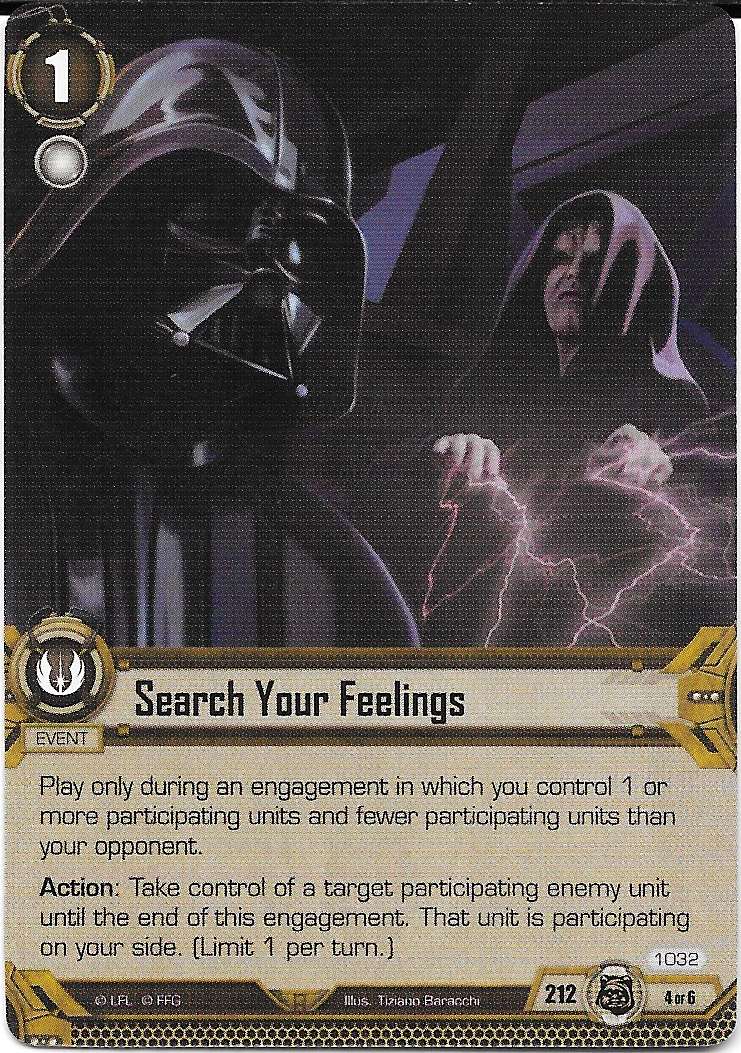 1
Search Your Feelings
EVENT
Play only during an engagement in which you control 1 or
more participating units and fewer participating units than
your opponent.
Action: Take control of a target participating enemy unit
until the end of this engagement. That unit is participating
on your side. (Limit 1 per turn.)
1032
© LFL © FFG
Illus. Tiziano Baracchi
212
4 OF 6